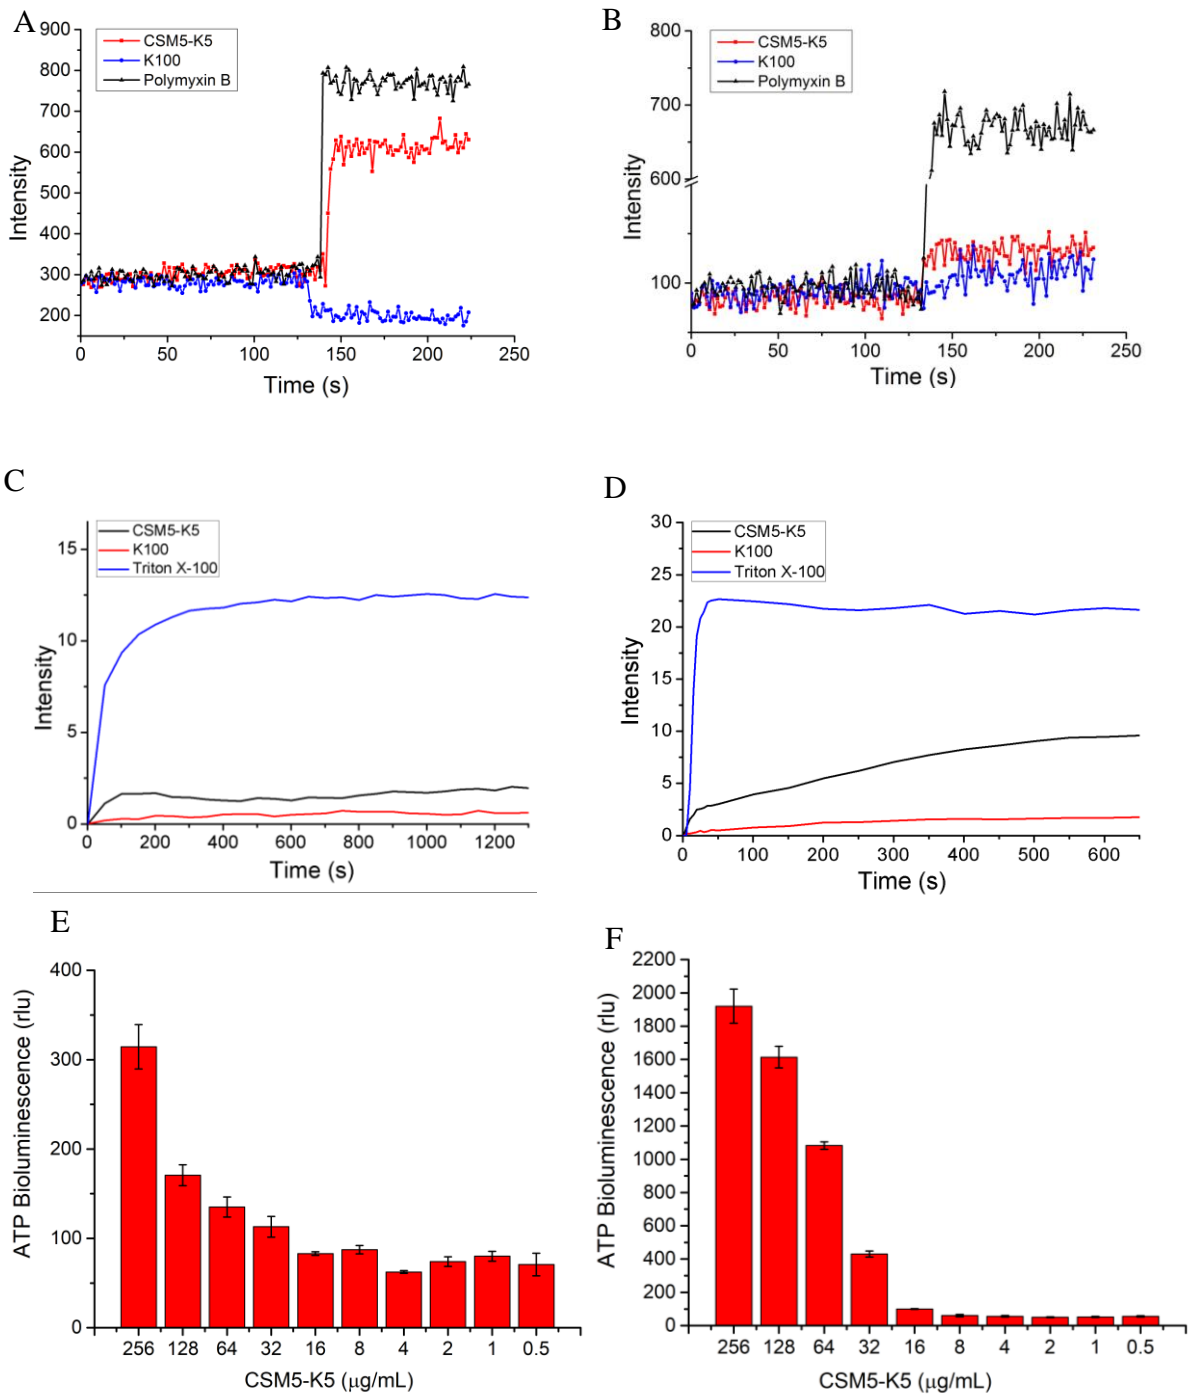 A
900
800
700
600
500
400
300
200
Intensity
CSM5-K5
K100
Polymyxin B
0 50 100 150 200 250
Time (s)
B
800
700
600
100
Intensity
CSM5-K5
K100
Polymyxin B
0 50 100 150 200 250
Time (s)
C
15
10
5
0
Intensity
CSM5-K5
K100
Triton X-100
0 200 400 600 800 1000 1200
Time (s)
D
30
25
20
15
10
5
0
Intensity
CSM5-K5
K100
Triton X-100
0 100 200 300 400 500 600
Time (s)
E
400
300
200
100
0
ATP Bioluminescence (rlu)
256 128 64 32 16 8 4 2 1 0.5
CSM5-K5 (μg/mL)
F
2200
2000
1800
1600
1400
1200
1000
800
600
400
200
0
ATP Bioluminescence (rlu)
256 128 64 32 16 8 4 2 1 0.5
CSM5-K5 (μg/mL)